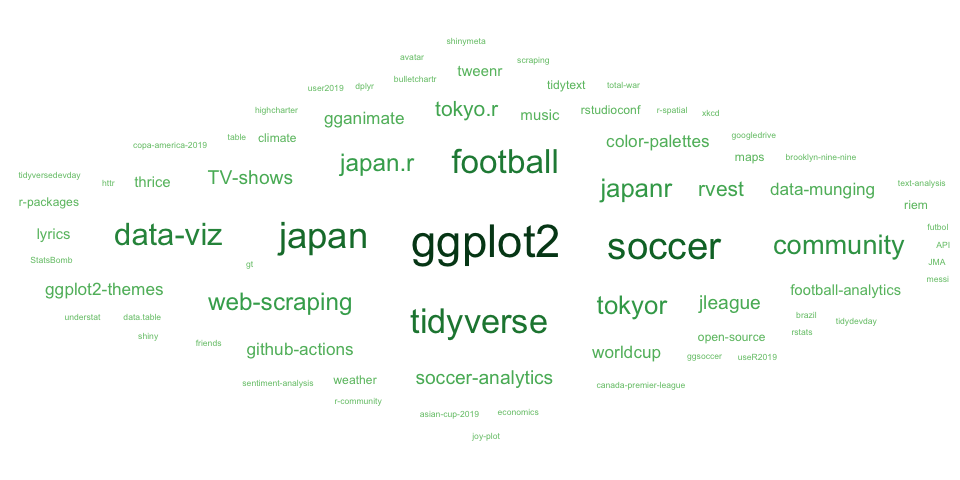 shinymeta
avatar
scraping
tweenr
bulletchartr
user2019
dplyr
tidytext
total-war
highcharter
gganimate
tokyo.r
music
rstudioconf
r-spatial
xkcd
copa-america-2019
table
climate
color-palettes
googledrive
japan.r
football
maps
brooklyn-nine-nine
tidyversedevday
httr
thrice
TV-shows
japanr
rvest
data-munging
text-analysis
r-packages
riem
lyrics
data-viz
japan
ggplot2
soccer
community
futbol
API
StatsBomb
gt
JMA
messi
ggplot2-themes
web-scraping
tokyor
jleague
football-analytics
understat
data.table
tidyverse
brazil
tidydevday
shiny
friends
github-actions
open-source
rstats
worldcup
ggsoccer
useR2019
sentiment-analysis
weather
soccer-analytics
canada-premier-league
r-community
asian-cup-2019
economics
joy-plot